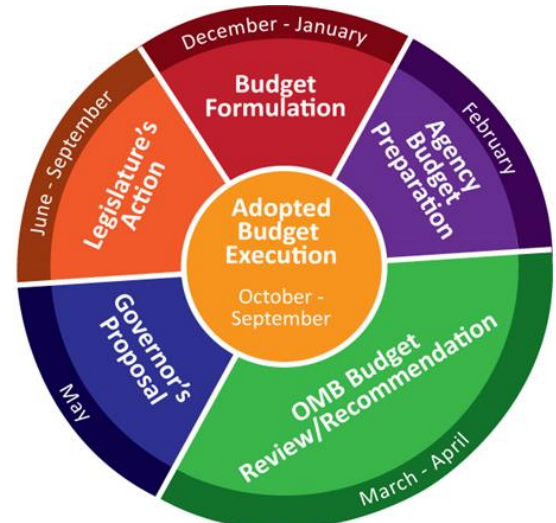 December - January
Budget
Formulation
February
Agency
Budget
Preparation
March - April
OMB Budget
Review/Recommendation
May
Governor's
Proposal
June - September
Legislature's
Action
Adopted
Budget
Execution
October -
September